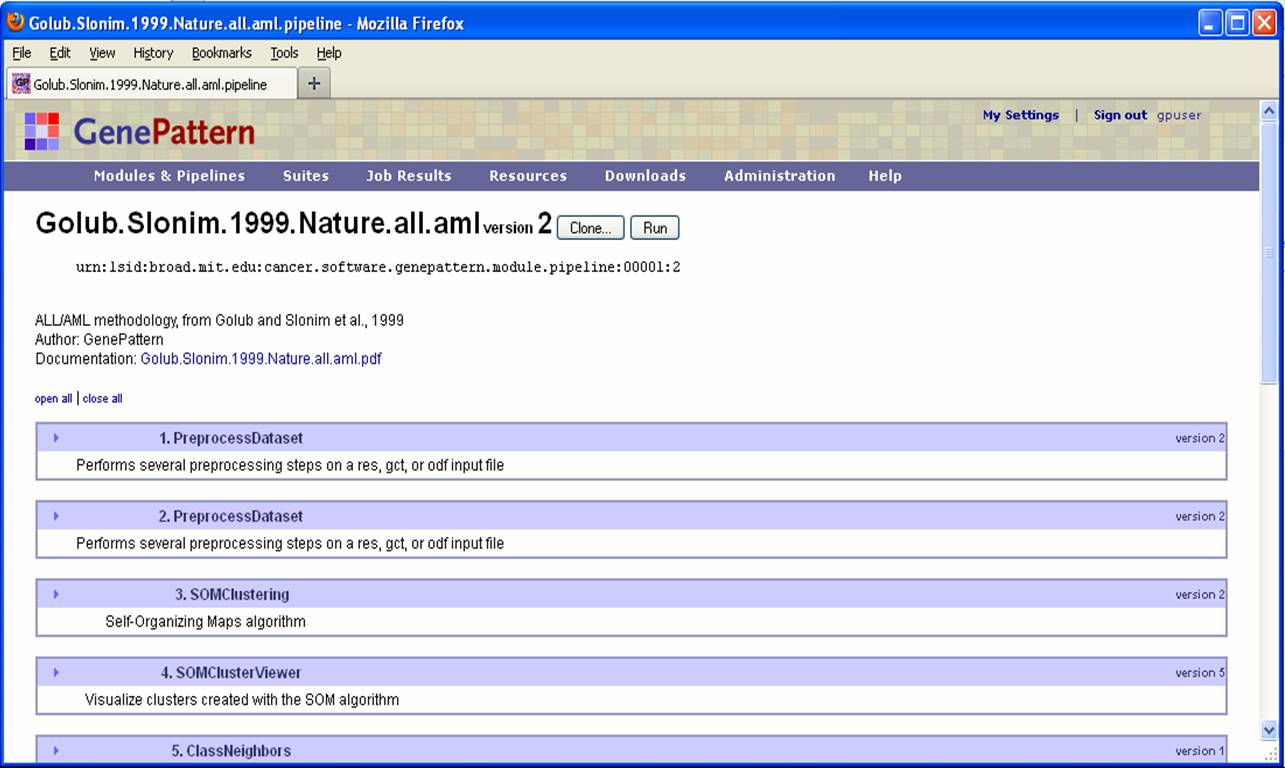 Golub.Slonim.1999.Nature.all.aml.pipeline - Mozilla Firefox
File Edit View History Bookmarks Tools Help
GP Golub.Slonim.1999.Nature.all.aml.pipeline +
GenePattern
My Settings | Sign out gpuser
Modules & Pipelines Suites Job Results Resources Downloads Administration Help
Golub.Slonim.1999.Nature.all.aml version 2 Clone... Run
urn:lsid:broad.mit.edu:cancer.software.genepattern.module.pipeline:00001:2
ALL/AML methodology, from Golub and Slonim et al., 1999
Author: GenePattern
Documentation: Golub.Slonim.1999.Nature.all.aml.pdf
open all | close all
1. PreprocessDataset version 2
Performs several preprocessing steps on a res, gct, or odf input file
2. PreprocessDataset version 2
Performs several preprocessing steps on a res, gct, or odf input file
3. SOMClustering version 2
Self-Organizing Maps algorithm
4. SOMClusterViewer version 5
Visualize clusters created with the SOM algorithm
5. ClassNeighbors version 1